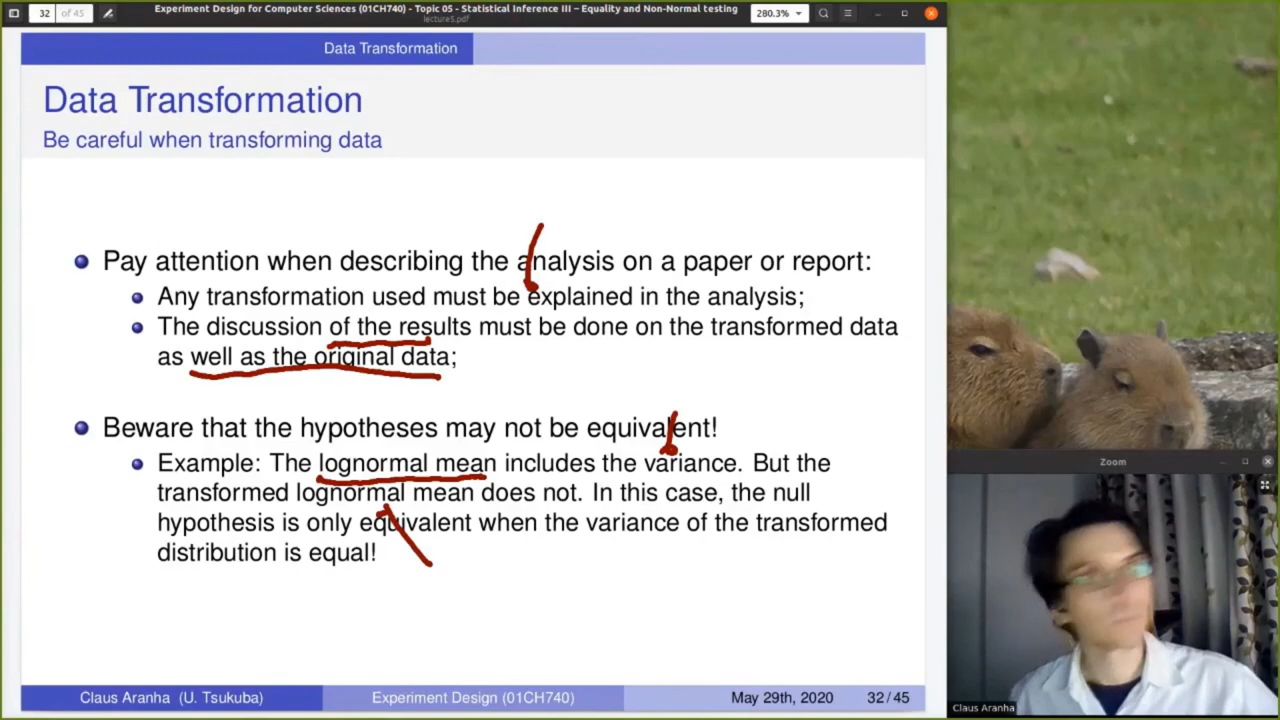 32 of 45
Experiment Design for Computer Sciences (01CH740) - Topic 05 - Statistical Inference III – Equality and Non-Normal testing
lecture5.pdf
280.3%
Data Transformation
Data Transformation
Be careful when transforming data
Pay attention when describing the analysis on a paper or report:
Any transformation used must be explained in the analysis;
The discussion of the results must be done on the transformed data
as well as the original data;
Beware that the hypotheses may not be equivalent!
Example: The lognormal mean includes the variance. But the
transformed lognormal mean does not. In this case, the null
hypothesis is only equivalent when the variance of the transformed
distribution is equal!
Claus Aranha (U. Tsukuba)
Experiment Design (01CH740)
May 29th, 2020
32 / 45
Zoom
Claus Aranha